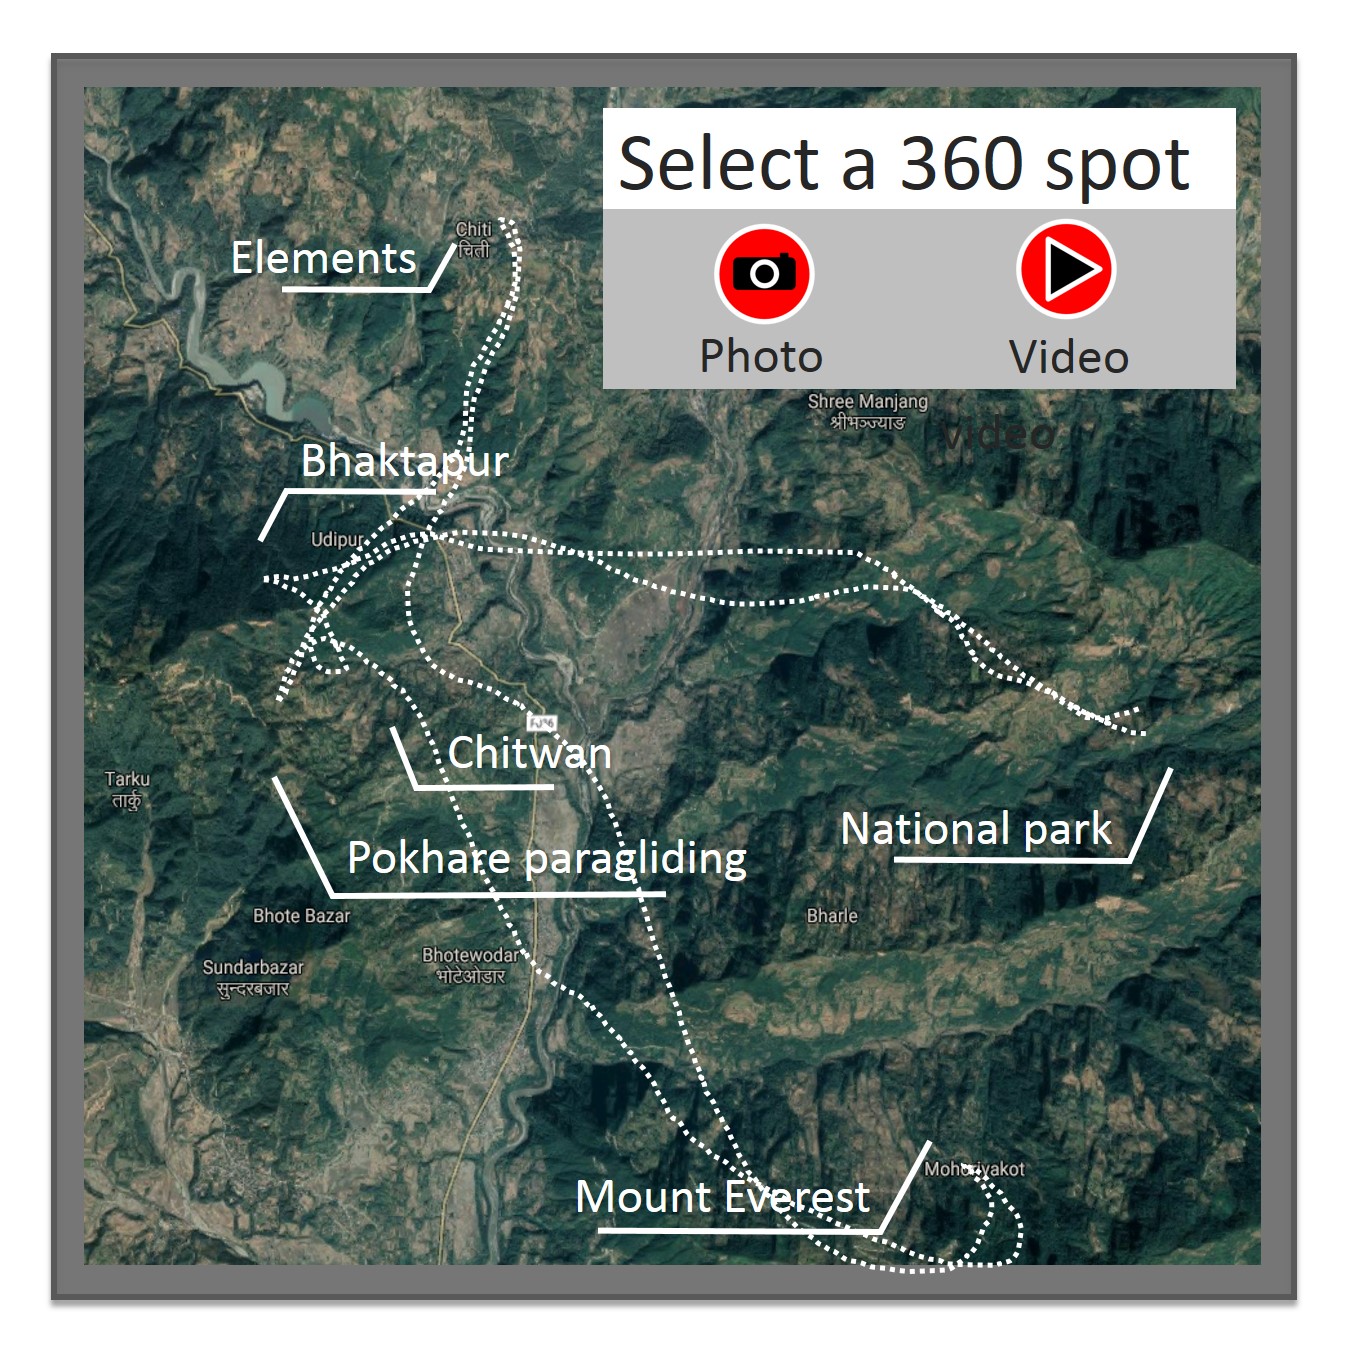 Select a 360 spot
Photo
Video
Chiti
चिती
Elements
Shree Manjang
श्रीभञ्ज्याङ
video
Bhaktapur
Udipur
Chitwan
Tarku
तार्कु
National park
Pokhare paragliding
Bhote Bazar
Bharle
Bhotewodar
भोटेओडार
Sundarbazar
सुन्दरबजार
Mohoriyakot
Mount Everest